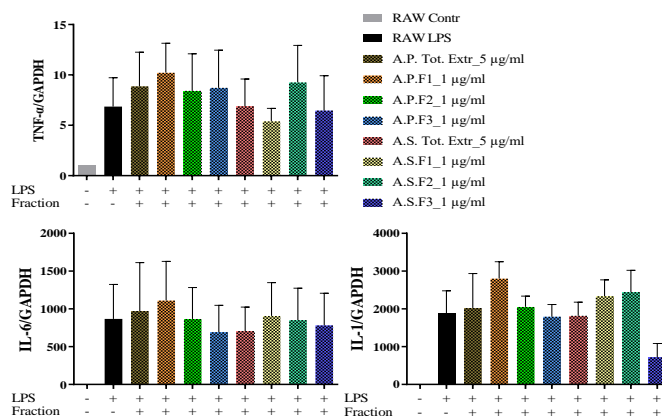 15
10
5
0
TNF-α/GAPDH
LPS - + + + + + + + + +
Fraction - - + + + + + + + +
RAW Contr
RAW LPS
A.P. Tot. Extr_5 µg/ml
A.P.F1_1 µg/ml
A.P.F2_1 µg/ml
A.P.F3_1 µg/ml
A.S. Tot. Extr_5 µg/ml
A.S.F1_1 µg/ml
A.S.F2_1 µg/ml
A.S.F3_1 µg/ml
2000
1500
1000
500
0
IL-6/GAPDH
LPS - + + + + + + + + +
Fraction - - + + + + + + + +
4000
3000
2000
1000
0
IL-1/GAPDH
LPS - + + + + + + + + +
Fraction - - + + + + + + + +